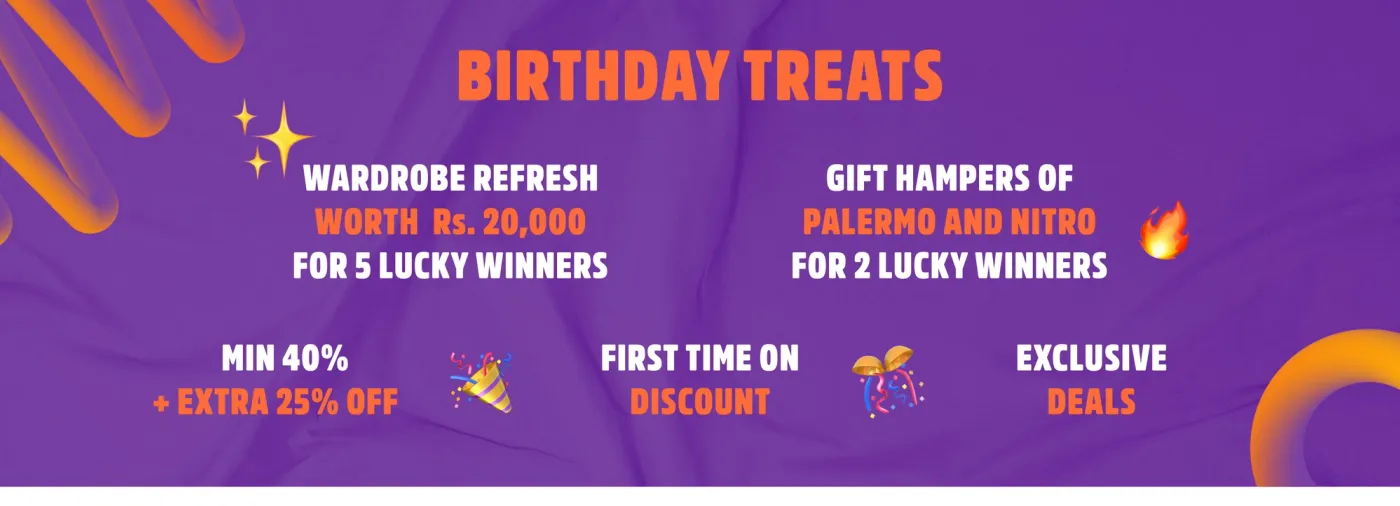 BIRTHDAY TREATS
WARDROBE REFRESH
WORTH Rs. 20,000
FOR 5 LUCKY WINNERS
GIFT HAMPERS OF
PALERMO AND NITRO
FOR 2 LUCKY WINNERS
MIN 40%
+ EXTRA 25% OFF
FIRST TIME ON
DISCOUNT
EXCLUSIVE
DEALS